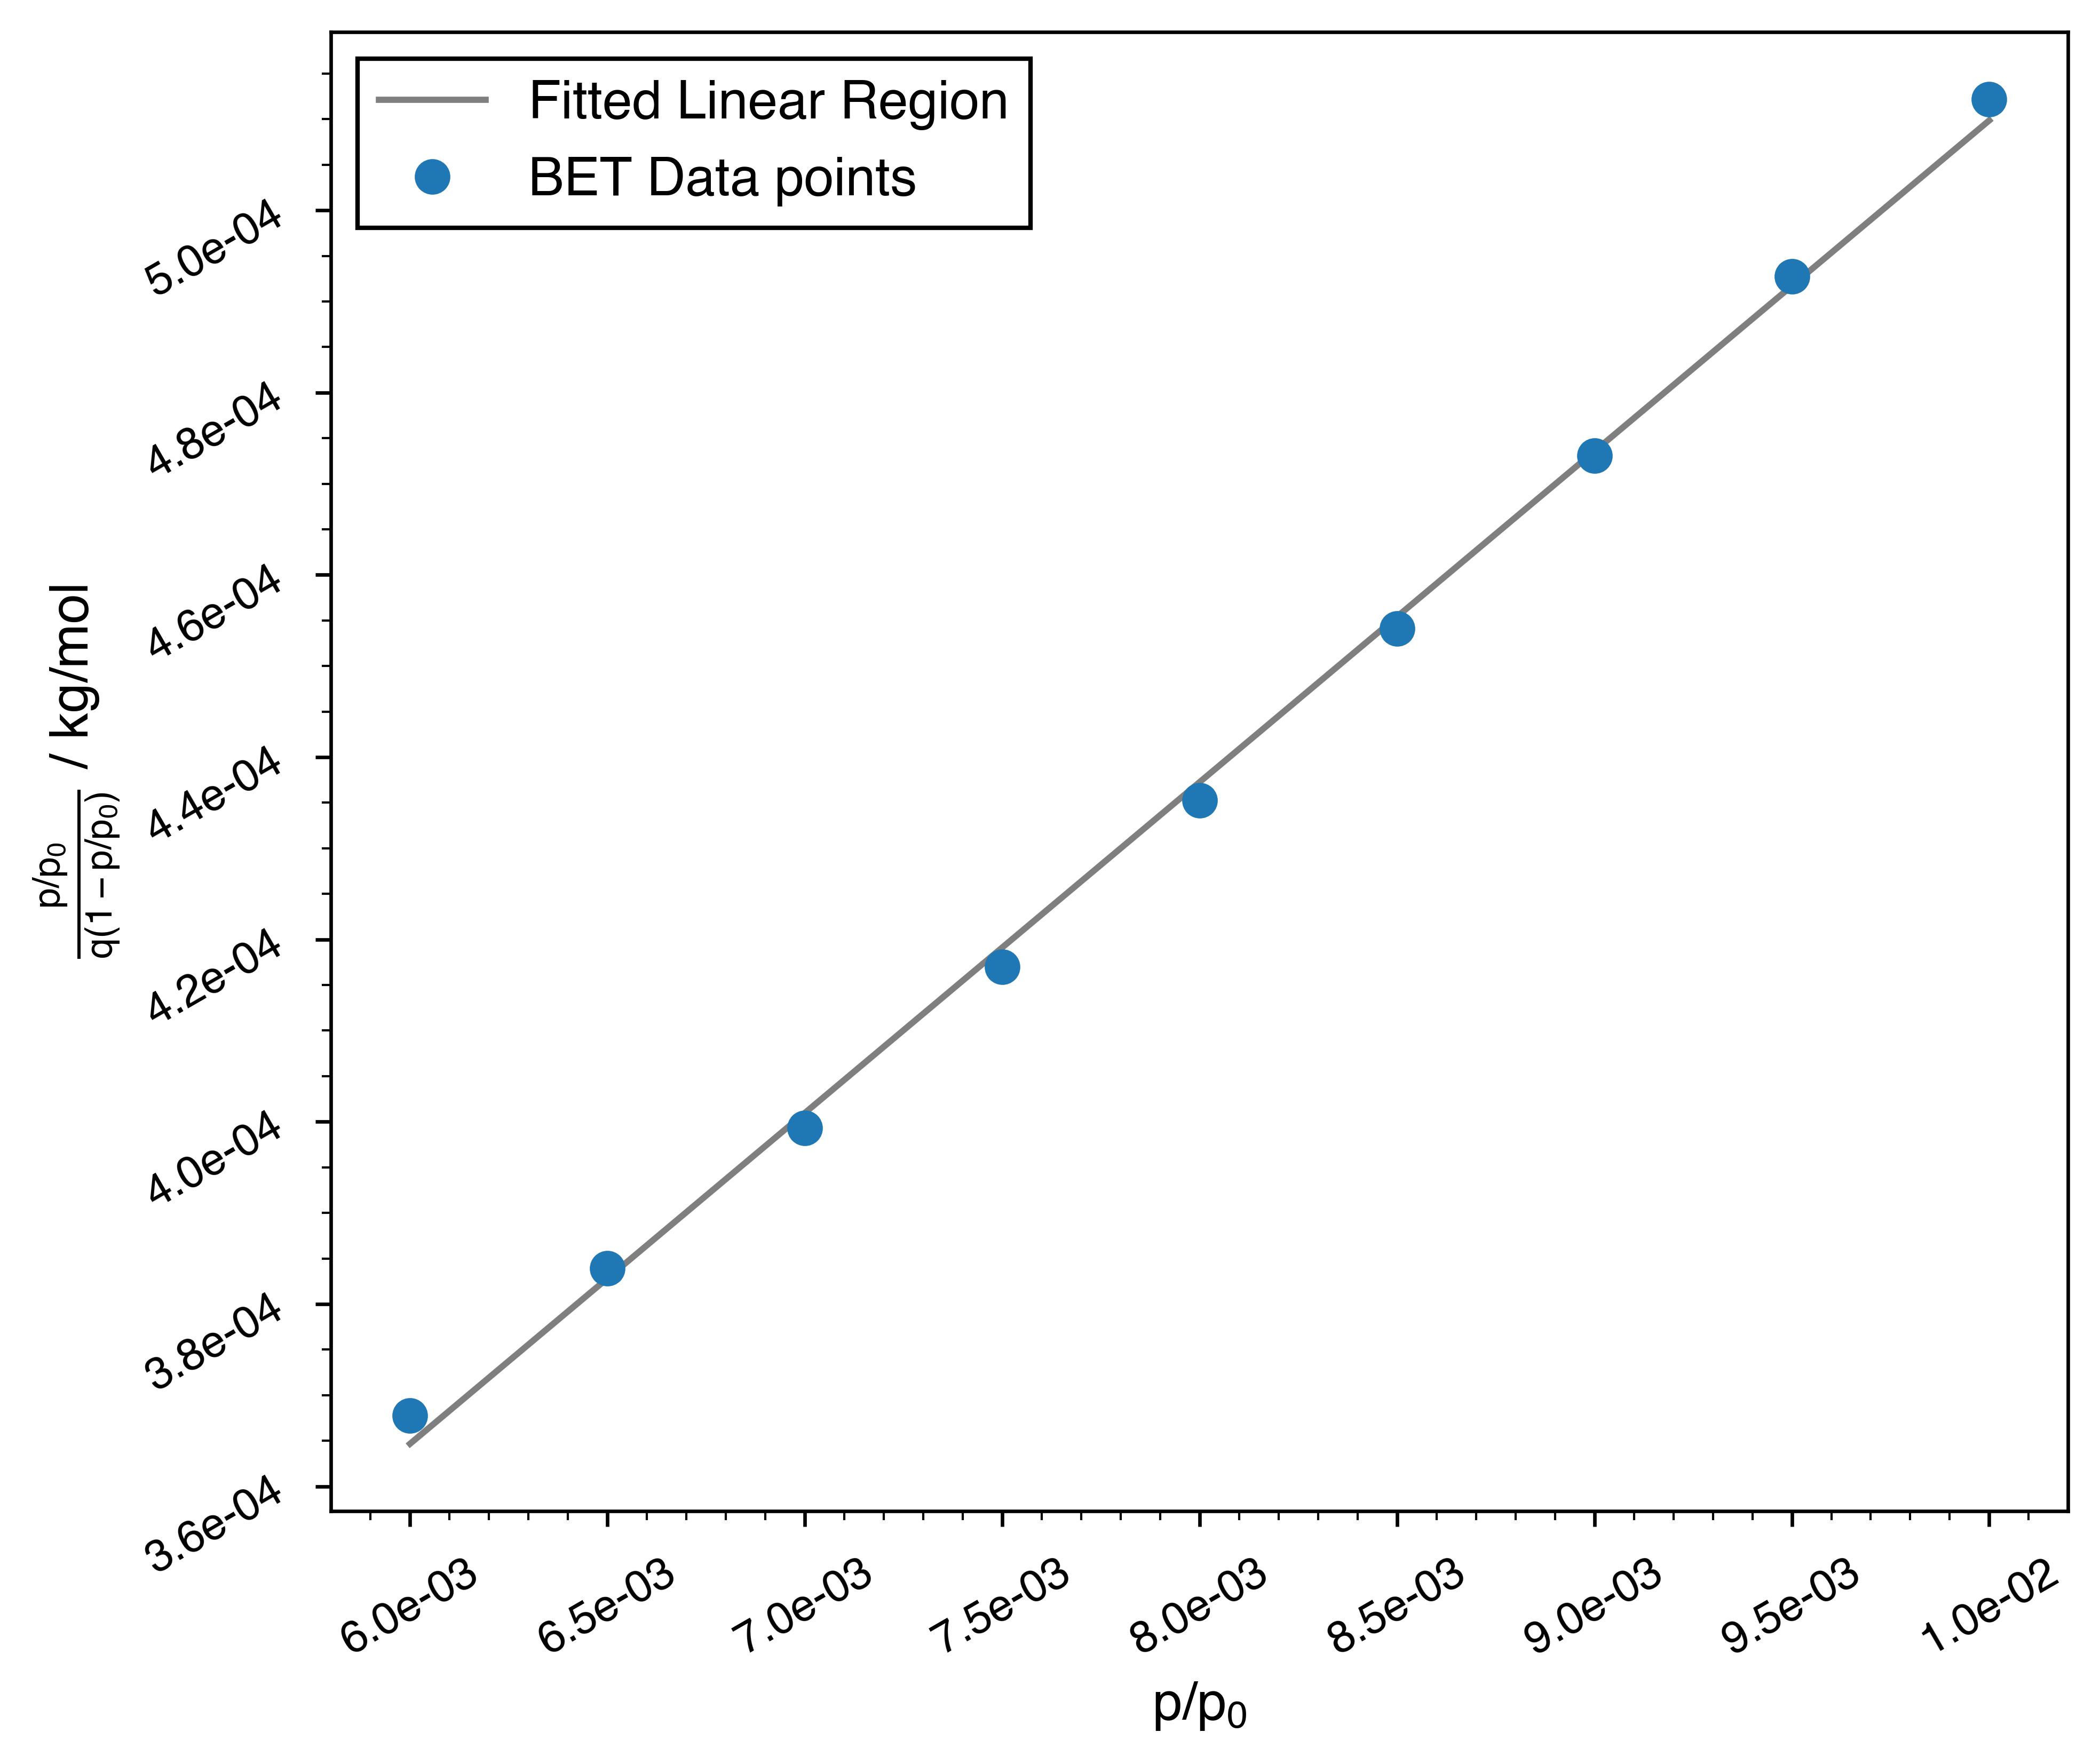 Fitted Linear Region
BET Data points
5.0e-04
4.8e-04
4.6e-04
4.4e-04
4.2e-04
4.0e-04
3.8e-04
3.6e-04
p/p₀
q(1 − p/p₀)
/ kg/mol
6.0e-03
6.5e-03
7.0e-03
7.5e-03
8.0e-03
8.5e-03
9.0e-03
9.5e-03
1.0e-02
p/p₀